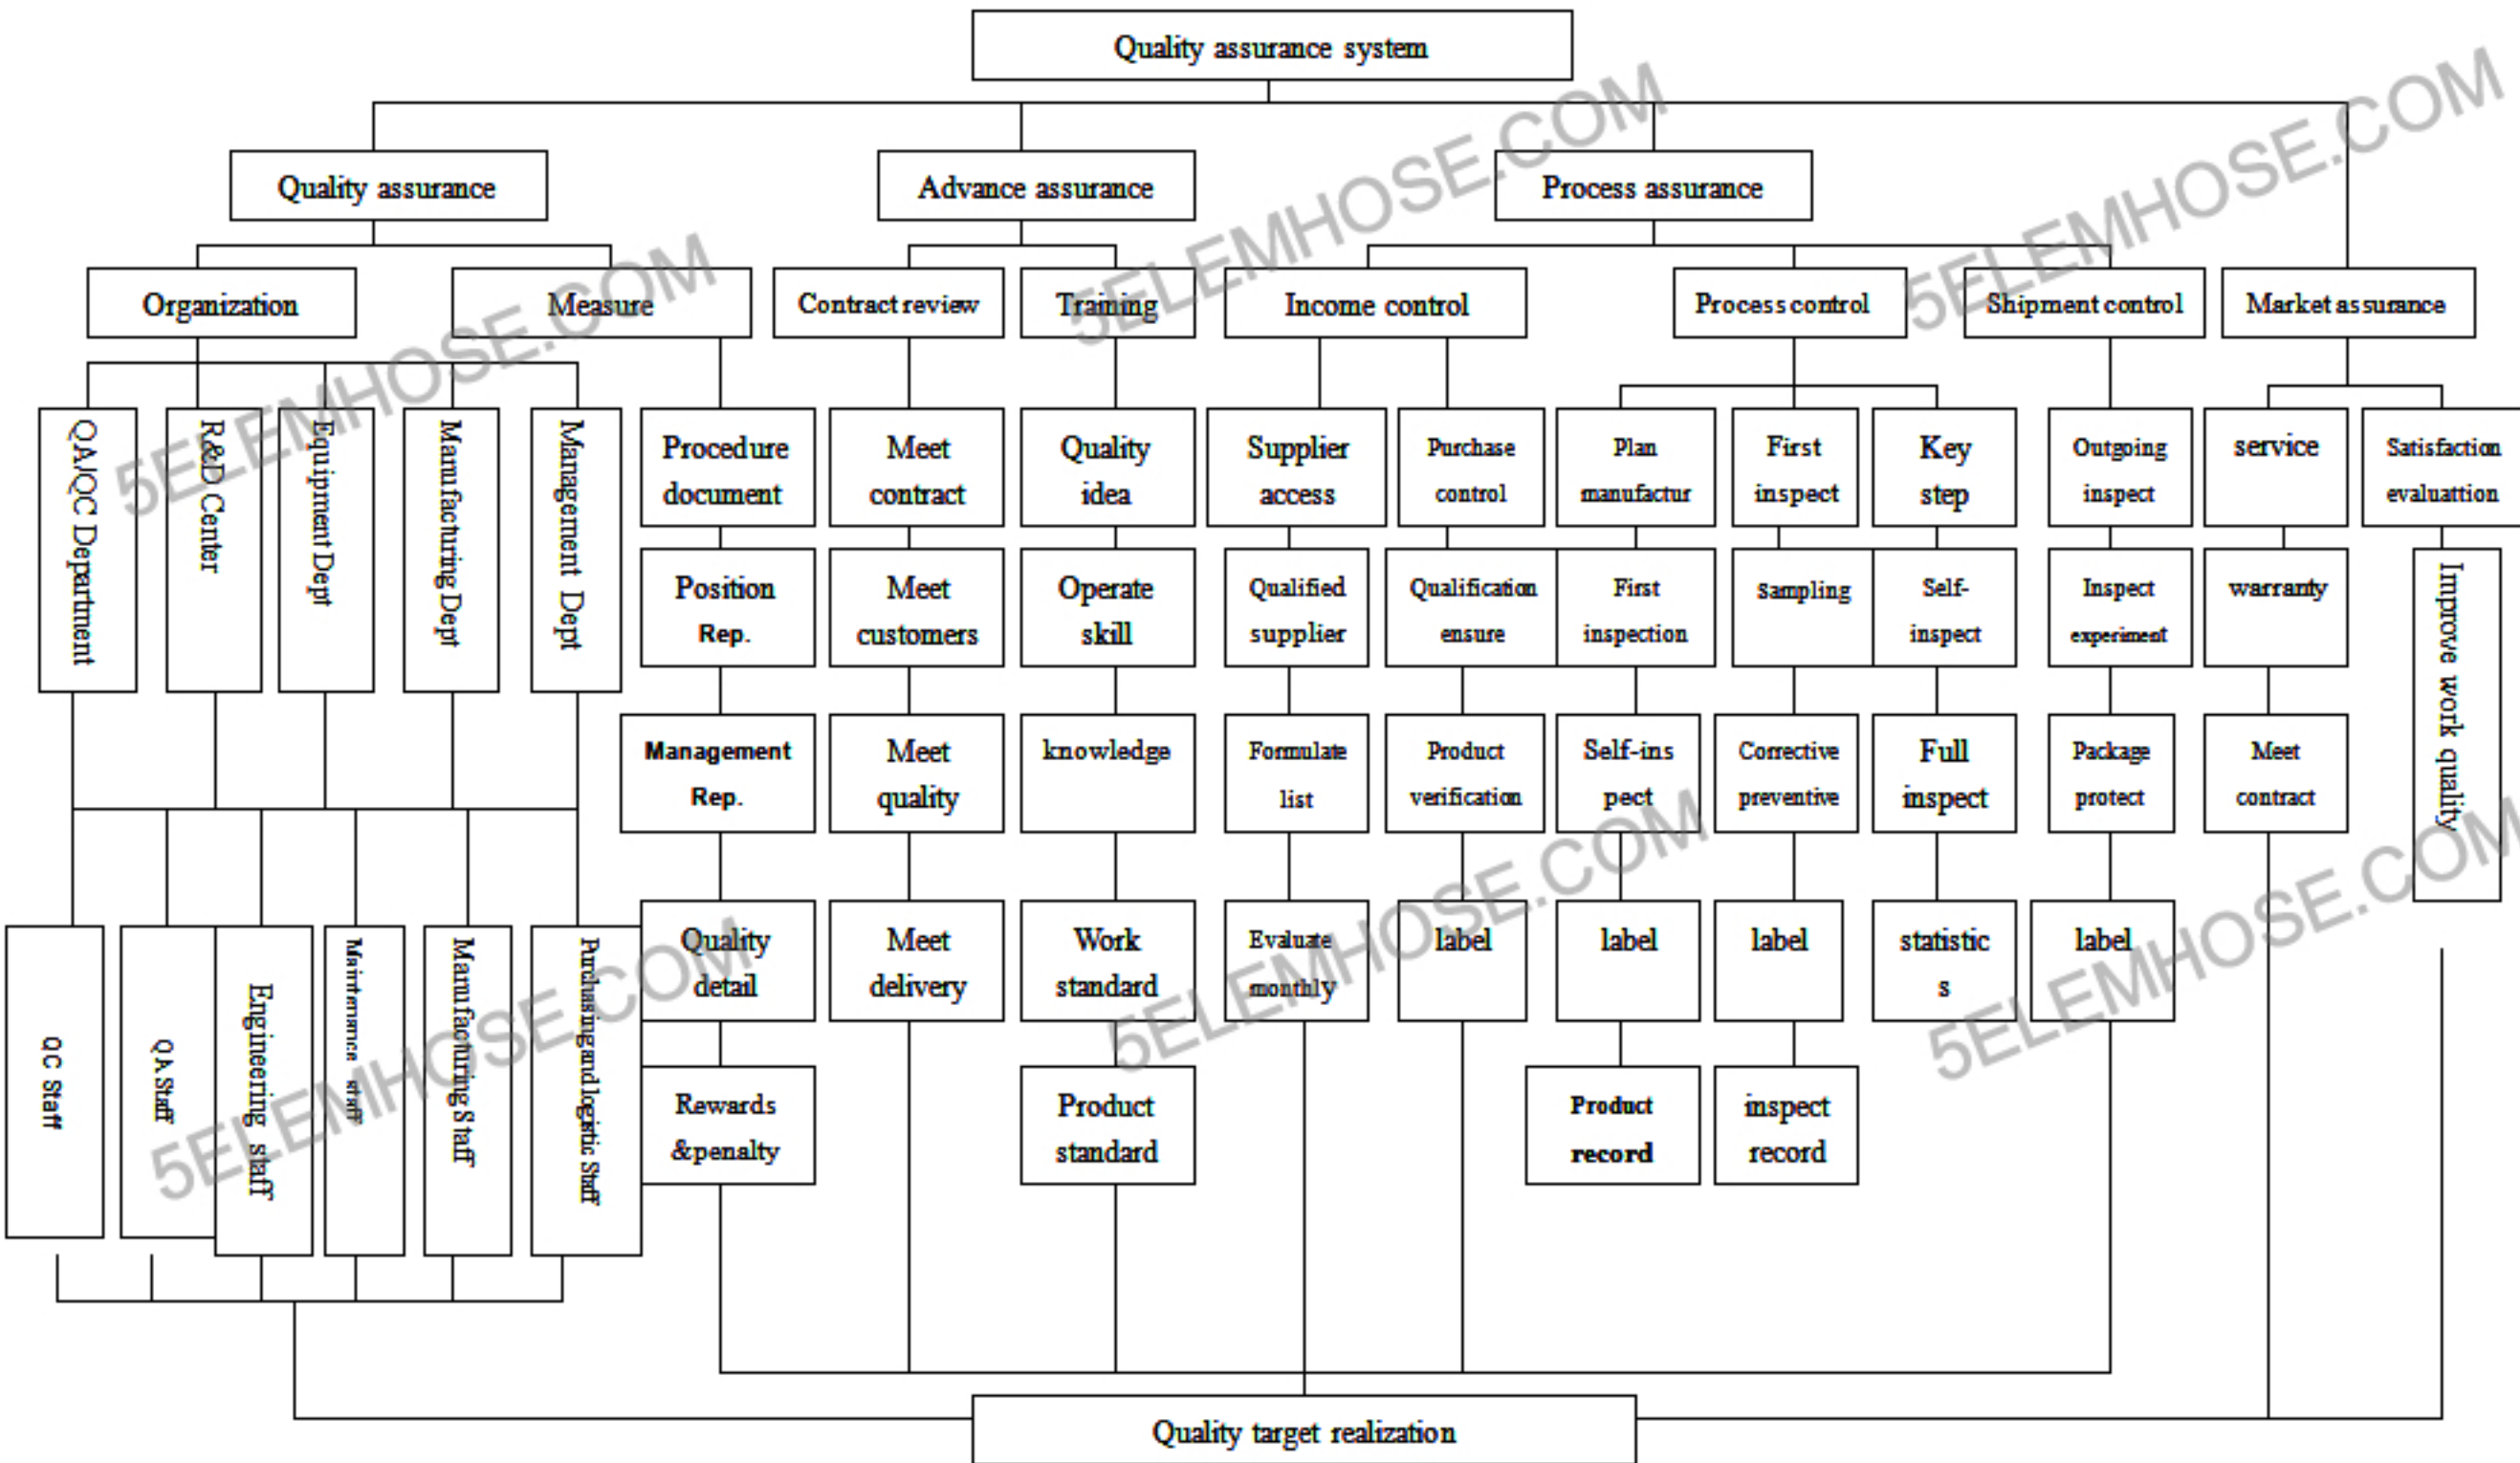 Quality assurance system
Quality assurance
Advance assurance
Process assurance
Organization
Measure
Contract review
Training
Income control
Process control
Shipment control
Market assurance
QA/QC Department
R&D Center
Equipment Dept
Manufacturing Dept
Management Dept
Procedure
document
Meet
contract
Quality
idea
Supplier
access
Purchase
control
Plan
manufactur
First
inspect
Key
step
Outgoing
inspect
service
Satisfaction
evaluattion
Position
Rep.
Meet
customers
Operate
skill
Qualified
supplier
Qualification
ensure
First
inspection
Sampling
Self-
inspect
Inspect
experiment
warranty
Improve work quality
Management
Rep.
Meet
quality
knowledge
Formulate
list
Product
verification
Self-ins
pect
Corrective
preventive
Full
inspect
Package
protect
Meet
contract
QC Staff
QA Staff
Engineering staff
Maintenance staff
Manufacturing Staff
Purchasing and logistic Staff
Quality
detail
Meet
delivery
Work
standard
Evaluate
monthly
label
label
label
statistic
s
label
Rewards
&penalty
Product
standard
Product
record
inspect
record
Quality target realization
5ELEMHOSE.COM
5ELEMHOSE.COM
5ELEMHOSE.COM
5ELEMHOSE.COM
5ELEMHOSE.COM
5ELEMHOSE.COM